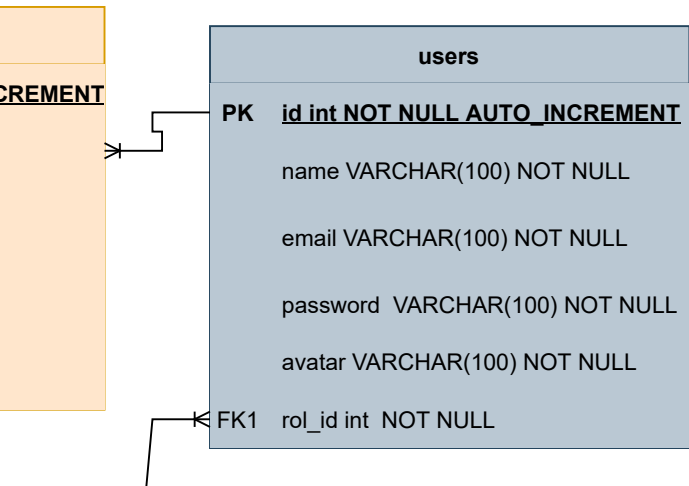 users
CREMENT
PK id int NOT NULL AUTO_INCREMENT
name VARCHAR(100) NOT NULL
email VARCHAR(100) NOT NULL
password VARCHAR(100) NOT NULL
avatar VARCHAR(100) NOT NULL
FK1 rol_id int NOT NULL